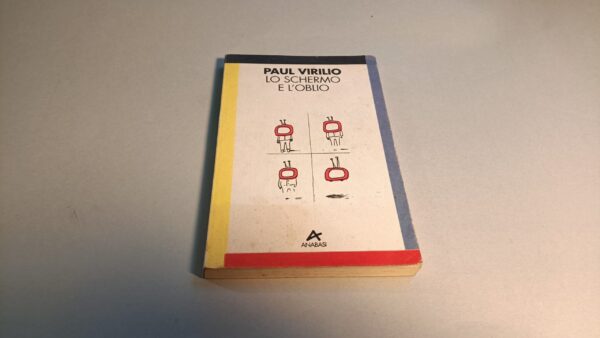 PAUL VIRILIO
LO SCHERMO
E L'OBLIO
ANABASI